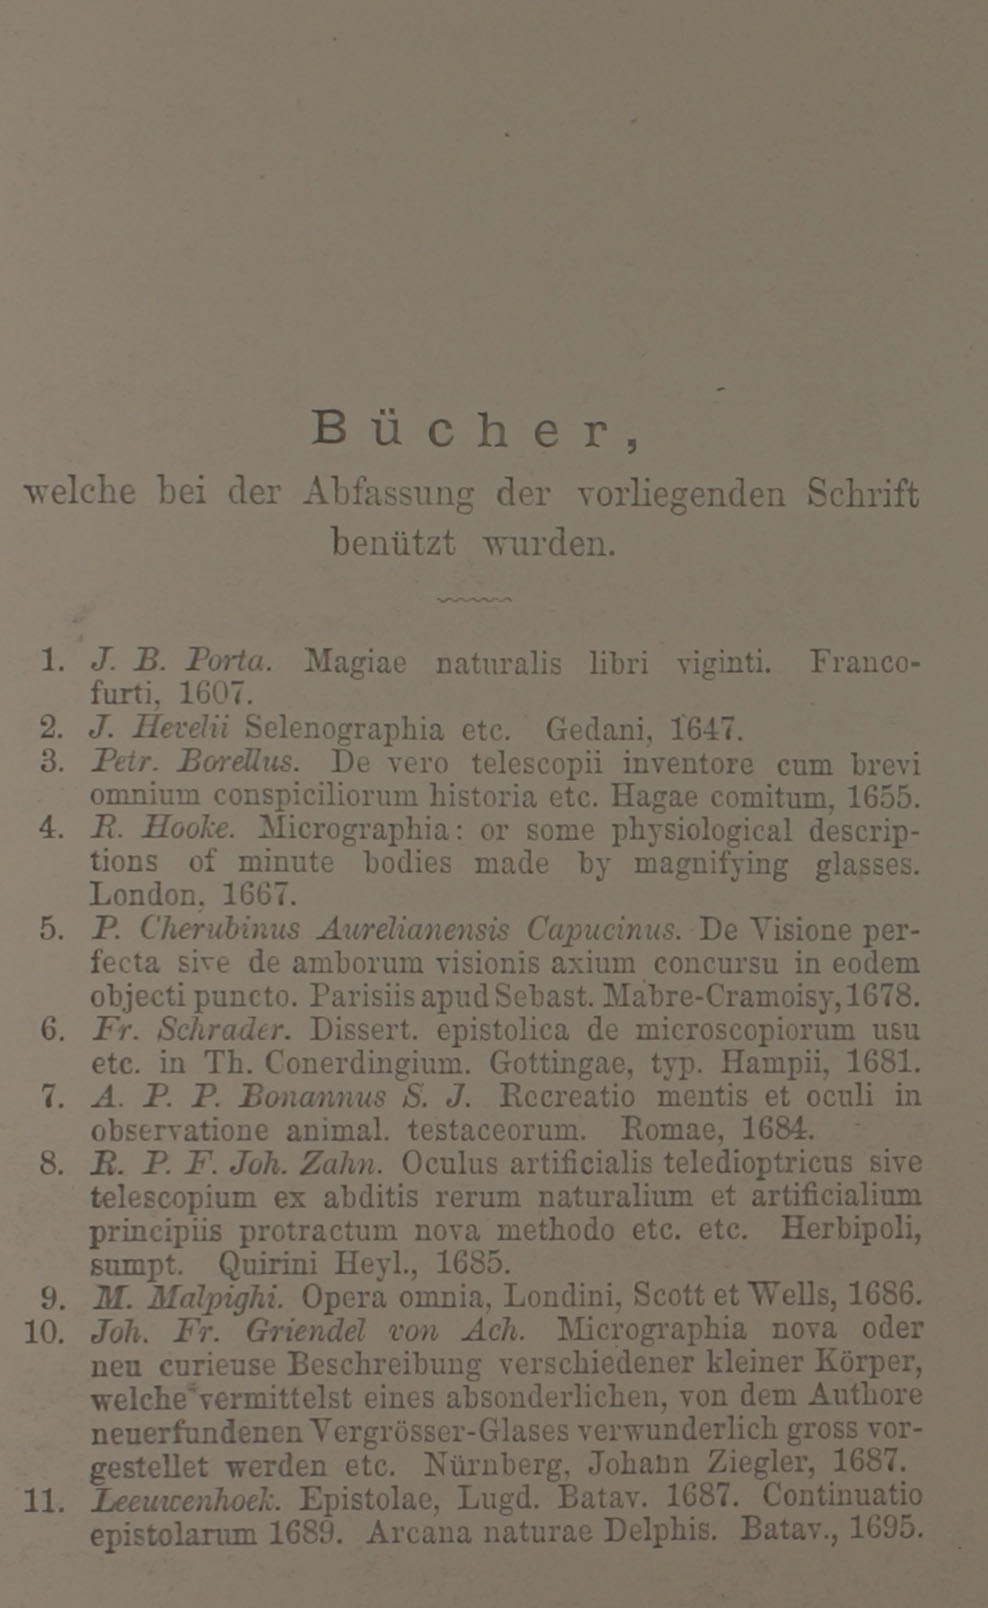 Bücher,
welche bei der Abfassung der vorliegenden Schrift
benützt wurden.
1. J. B. Porta. Magiae naturalis libri viginti. Franco-
furti, 1607.
2. J. Hevelii Selenographia etc. Gedani, 1647.
3. Petr. Borellus. De vero telescopii inventore cum brevi
omnium conspiciliorum historia etc. Hagae comitum, 1655.
4. R. Hooke. Micrographia: or some physiological descrip-
tions of minute bodies made by magnifying glasses.
London, 1667.
5. P. Cherubinus Aurelianensis Capucinus. De Visione per-
fecta sive de amborum visionis axium concursu in eodem
objecti puncto. Parisiis apud Sebast. Mabre-Cramoisy, 1678.
6. Fr. Schrader. Dissert. epistolica de microscopiorum usu
etc. in Th. Conerdingium. Gottingae, typ. Hampii, 1681.
7. A. P. P. Bonannus S. J. Recreatio mentis et oculi in
observatione animal. testaceorum. Romae, 1684.
8. R. P. F. Joh. Zahn. Oculus artificialis teledioptricus sive
telescopium ex abditis rerum naturalium et artificialium
principiis protractum nova methodo etc. etc. Herbipoli,
sumpt. Quirini Heyl., 1685.
9. M. Malpighi. Opera omnia, Londini, Scott et Wells, 1686.
10. Joh. Fr. Griendel von Ach. Micrographia nova oder
neu curieuse Beschreibung verschiedener kleiner Körper,
welche vermittelst eines absonderlichen, von dem Authore
neuerfundenen Vergrösser-Glases verwunderlich gross vor-
gestellet werden etc. Nürnberg, Johann Ziegler, 1687.
11. Leeuwenhoek. Epistolae, Lugd. Batav. 1687. Continuatio
epistolarum 1689. Arcana naturae Delphis. Batav., 1695.